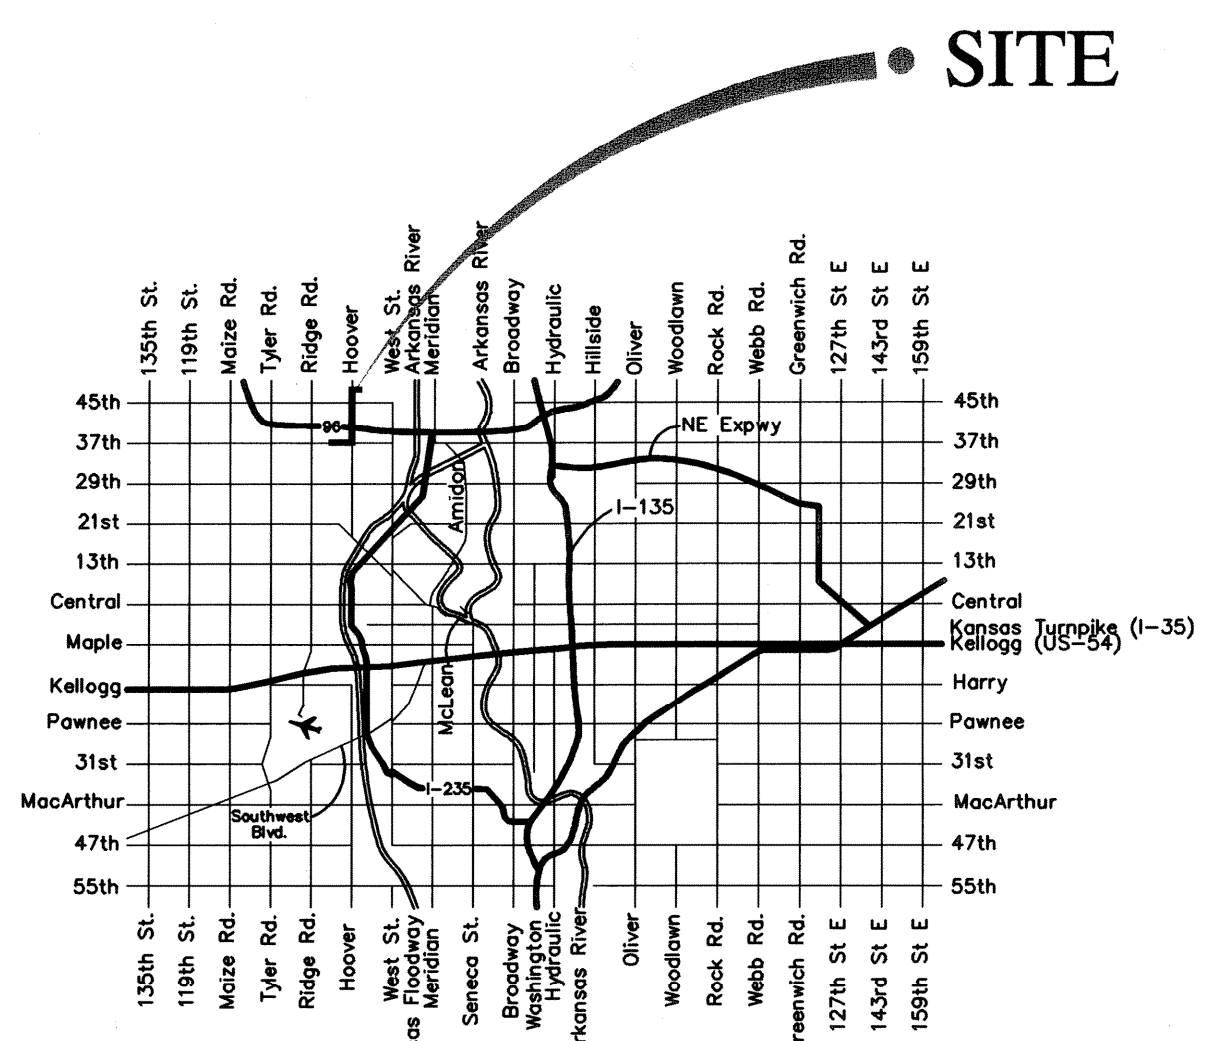 SITE
135th St.
119th St.
Maize Rd.
Tyler Rd.
Ridge Rd.
Hoover
West St.
Arkansas River
Meridian
Arkansas River
Broadway
Hydraulic
Hillside
Oliver
Woodlawn
Rock Rd.
Webb Rd.
Greenwich Rd.
127th St E
143rd St E
159th St E
45th
37th
29th
21st
13th
Central
Maple
Kellogg
Pawnee
31st
MacArthur
47th
55th
96
NE Expwy
I-135
Amidon
McLean
I-235
Southwest
Blvd.
45th
37th
29th
21st
13th
Central
Kansas Turnpike (I-35)
Kellogg (US-54)
Harry
Pawnee
31st
MacArthur
47th
55th
135th St.
119th St.
Maize Rd.
Tyler Rd.
Ridge Rd.
Hoover
West St.
as Floodway
Meridian
Seneca St.
Broadway
Washington
Hydraulic
rkansas River
Oliver
Woodlawn
Rock Rd.
Webb Rd.
reenwich Rd.
127th St E
143rd St E
159th St E